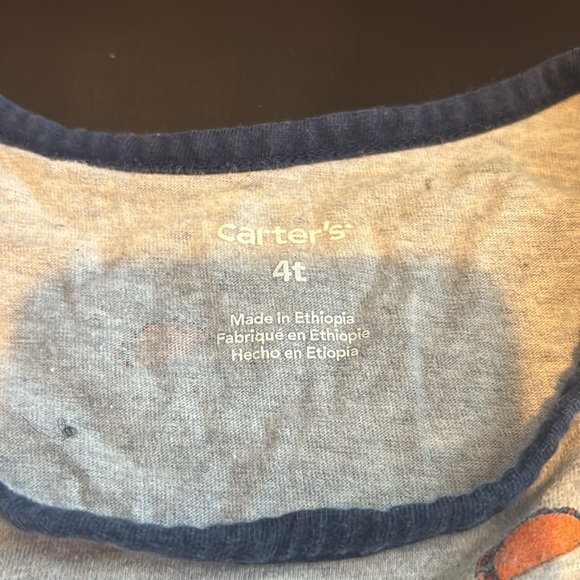 carter's
4t
Made in Ethiopia
Fabriqué en Éthiopie
Hecho en Etiopía